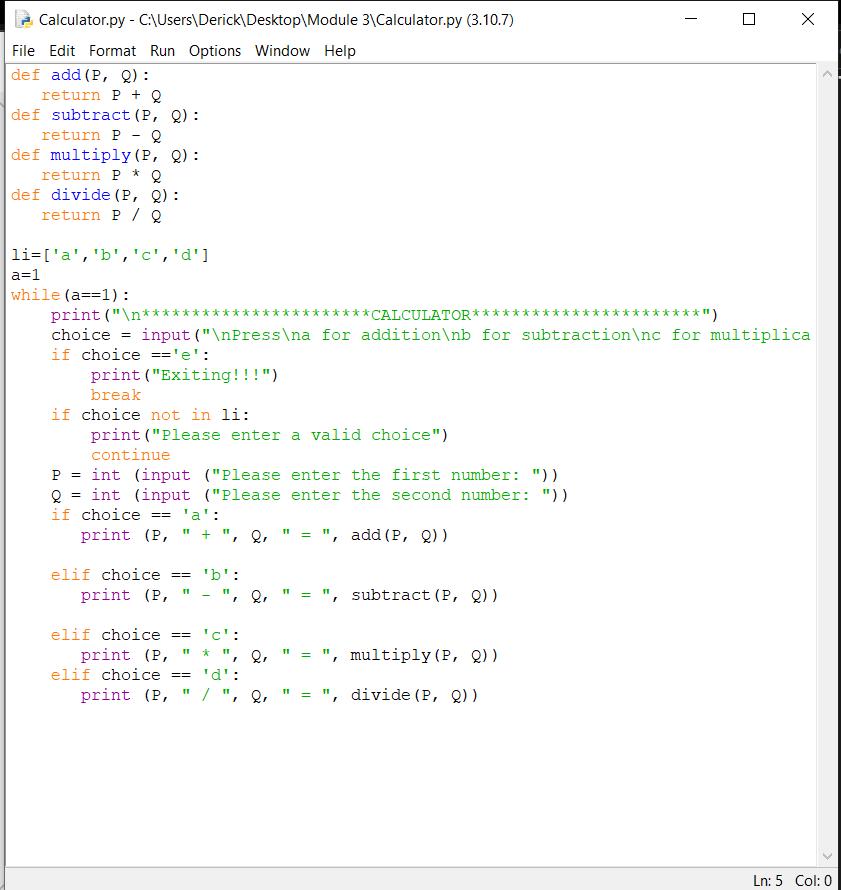 Calculator.py - C:\Users\Derick\Desktop\Module 3\Calculator.py (3.10.7)
File Edit Format Run Options Window Help
def add(P, Q):
   return P + Q
def subtract(P, Q):
   return P - Q
def multiply(P, Q):
   return P * Q
def divide(P, Q):
   return P / Q

li=['a','b','c','d']
a=1
while(a==1):
    print("\n***********************CALCULATOR***********************")
    choice = input("\nPress\na for addition\nb for subtraction\nc for multiplica
    if choice =='e':
        print("Exiting!!!")
        break
    if choice not in li:
        print("Please enter a valid choice")
        continue
    P = int (input ("Please enter the first number: "))
    Q = int (input ("Please enter the second number: "))
    if choice == 'a':
       print (P, " + ", Q, " = ", add(P, Q))

    elif choice == 'b':
       print (P, " - ", Q, " = ", subtract(P, Q))

    elif choice == 'c':
       print (P, " * ", Q, " = ", multiply(P, Q))
    elif choice == 'd':
       print (P, " / ", Q, " = ", divide(P, Q))
Ln: 5 Col: 0